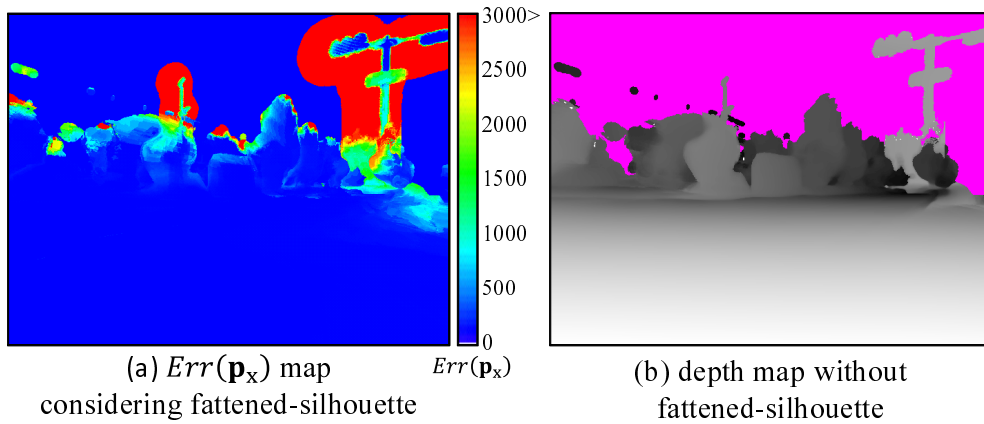 3000>
2500
2000
1500
1000
500
0
Err(𝐩ₓ)
(a) Err(𝐩ₓ) map
considering fattened-silhouette
(b) depth map without
fattened-silhouette